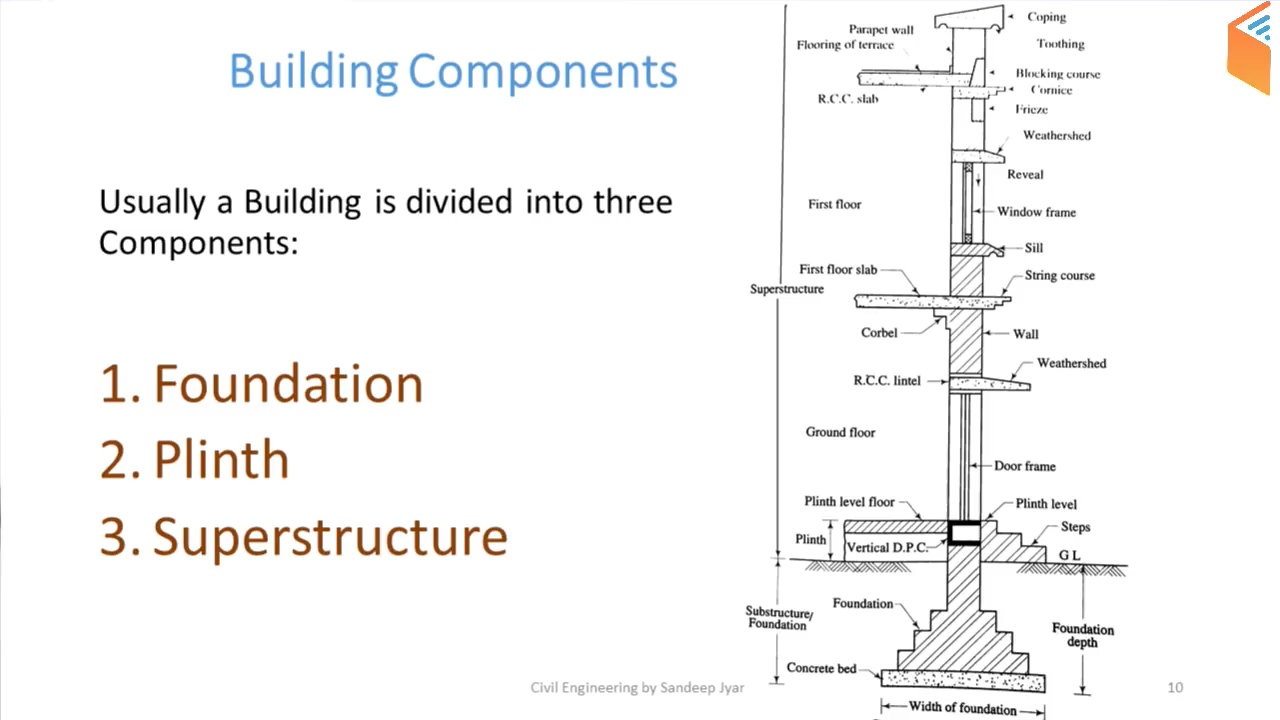 Building Components
Usually a Building is divided into three
Components:
1. Foundation
2. Plinth
3. Superstructure
Coping
Parapet wall
Toothing
Flooring of terrace
Blocking course
Cornice
R.C.C. slab
Frieze
Weathershed
Reveal
First floor
Window frame
Sill
First floor slab
String course
Superstructure
Corbel
Wall
Weathershed
R.C.C. lintel
Ground floor
Door frame
Plinth level floor
Plinth level
Steps
Plinth
Vertical D.P.C.
G L
Foundation
Substructure/
Foundation
Foundation
depth
Concrete bed
Width of foundation
Civil Engineering by Sandeep Jyar
10